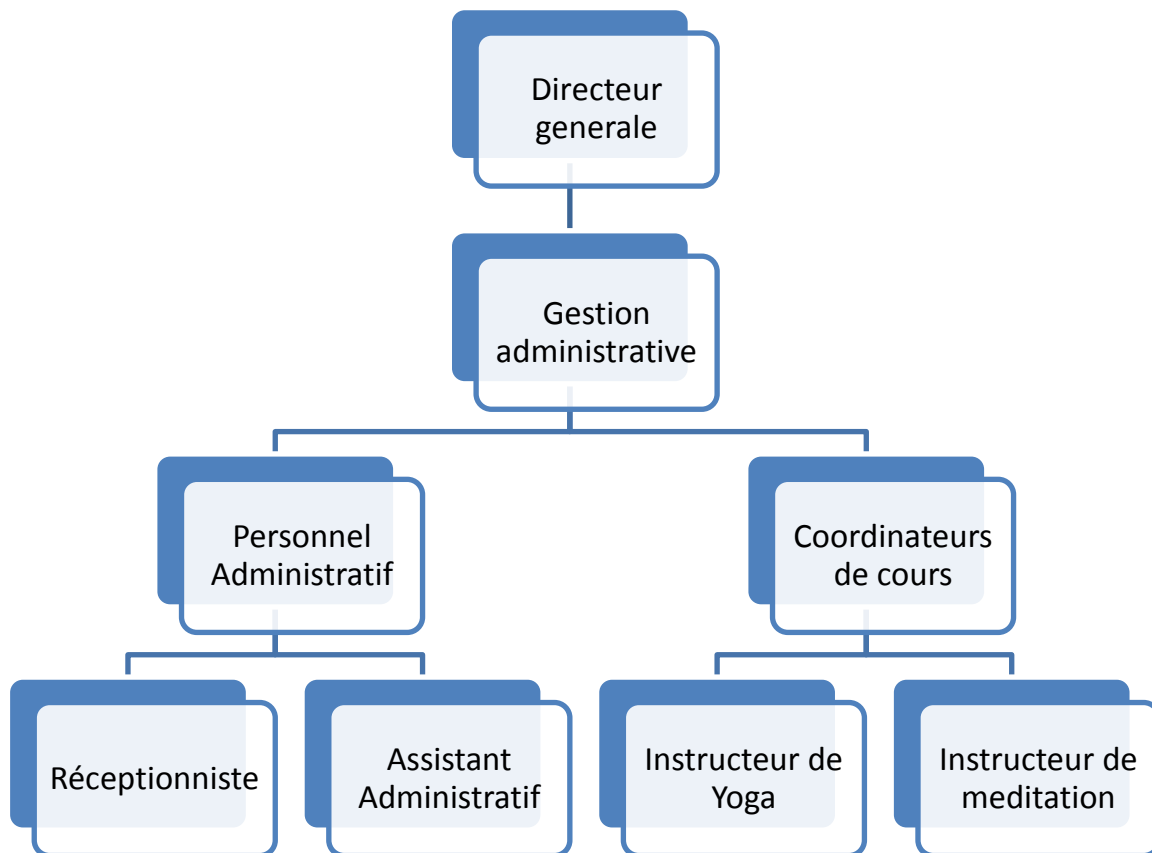 Directeur
generale
Gestion
administrative
Personnel
Administratif
Coordinateurs
de cours
Réceptionniste
Assistant
Administratif
Instructeur de
Yoga
Instructeur de
meditation